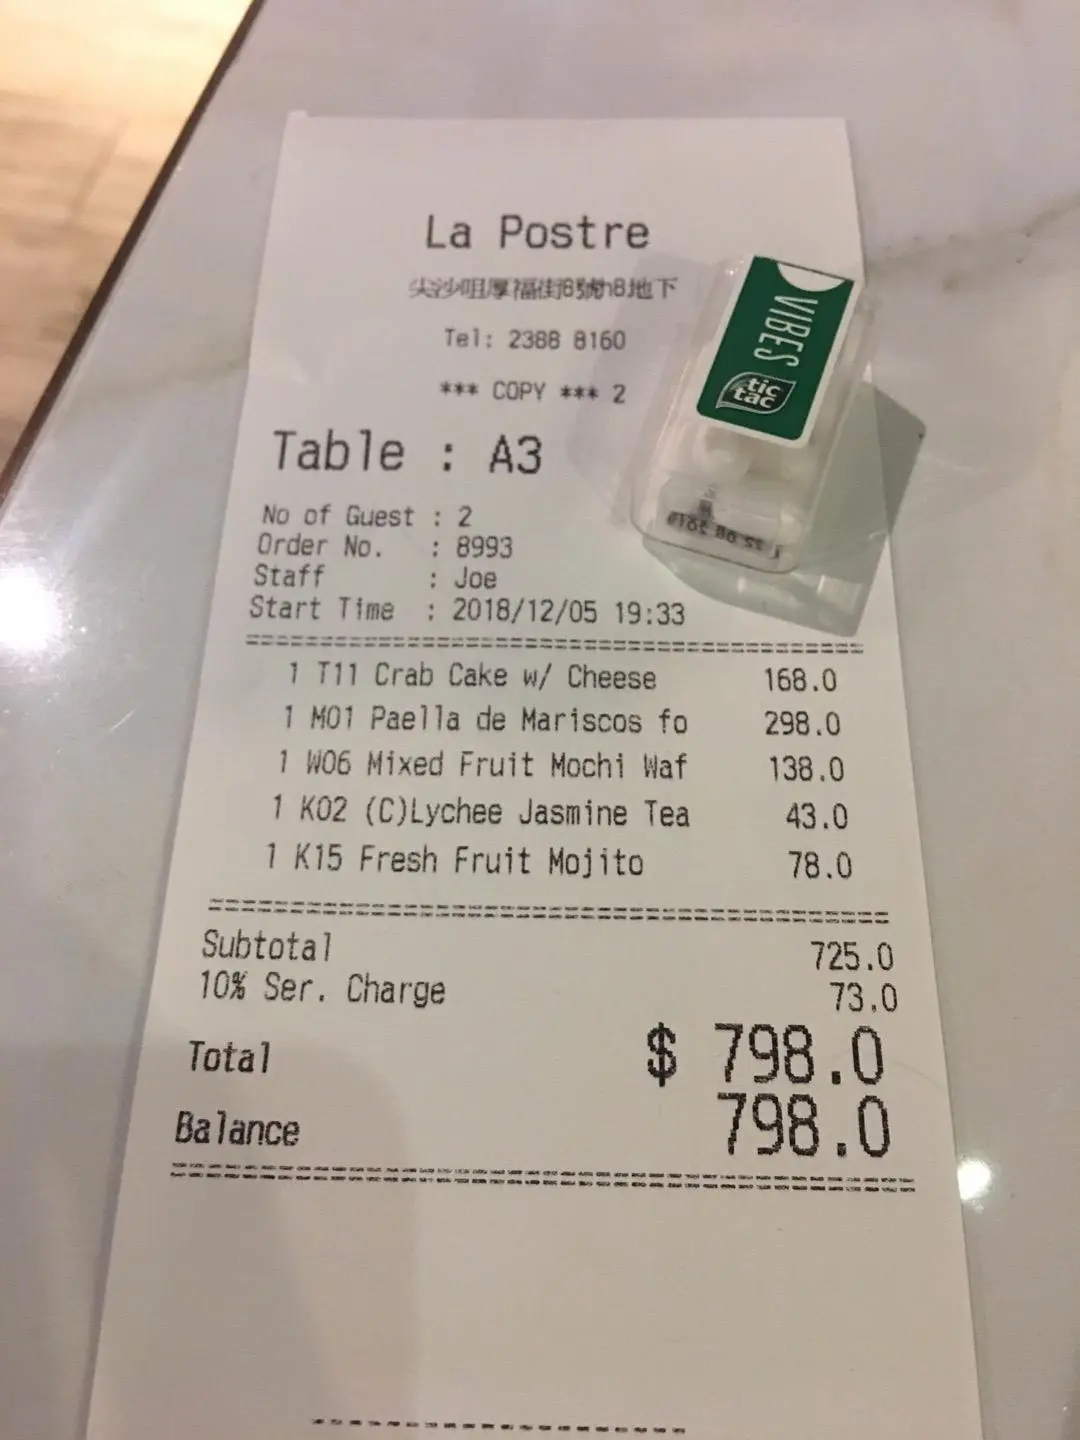 La Postre
尖沙咀厚福街8號h8地下
Tel: 2388 8160
*** COPY *** 2
Table : A3
No of Guest : 2
Order No. : 8993
Staff : Joe
Start Time : 2018/12/05 19:33
1 T11 Crab Cake w/ Cheese 168.0
1 M01 Paella de Mariscos fo 298.0
1 W06 Mixed Fruit Mochi Waf 138.0
1 K02 (C)Lychee Jasmine Tea 43.0
1 K15 Fresh Fruit Mojito 78.0
Subtotal 725.0
10% Ser. Charge 73.0
Total $ 798.0
Balance 798.0
VIBES
tic
tac